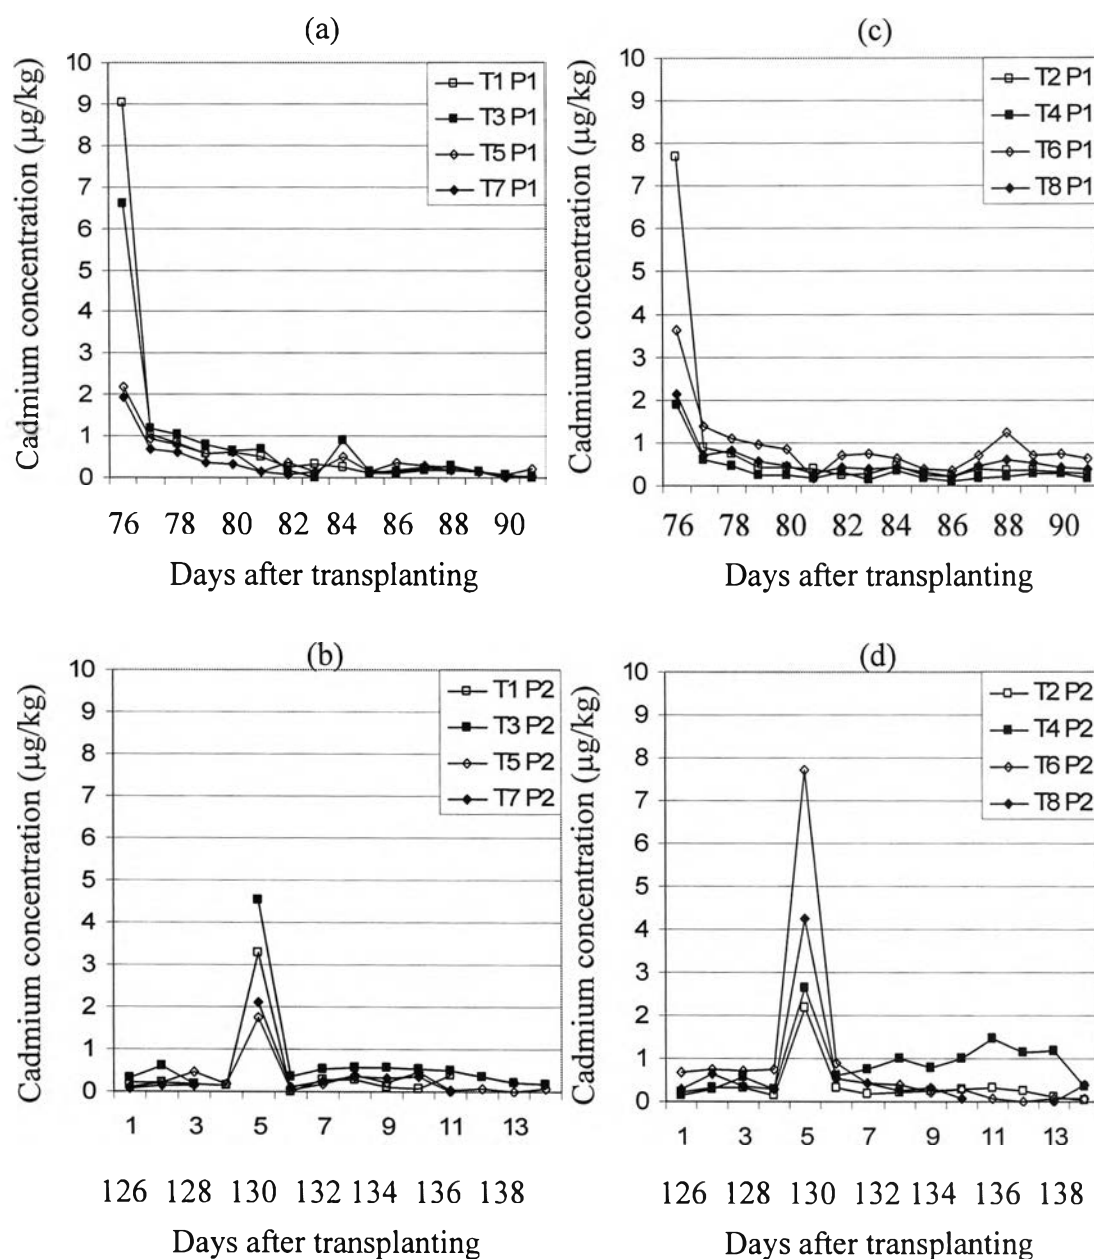 (a)
Cadmium concentration (μg/kg)
10
9
8
7
6
5
4
3
2
1
0
T1 P1
T3 P1
T5 P1
T7 P1
76 78 80 82 84 86 88 90
Days after transplanting
(c)
Cadmium concentration (μg/kg)
10
9
8
7
6
5
4
3
2
1
0
T2 P1
T4 P1
T6 P1
T8 P1
76 78 80 82 84 86 88 90
Days after transplanting
(b)
Cadmium concentration (μg/kg)
10
9
8
7
6
5
4
3
2
1
0
T1 P2
T3 P2
T5 P2
T7 P2
1 3 5 7 9 11 13
126 128 130 132 134 136 138
Days after transplanting
(d)
Cadmium concentration (μg/kg)
10
9
8
7
6
5
4
3
2
1
0
T2 P2
T4 P2
T6 P2
T8 P2
1 3 5 7 9 11 13
126 128 130 132 134 136 138
Days after transplanting